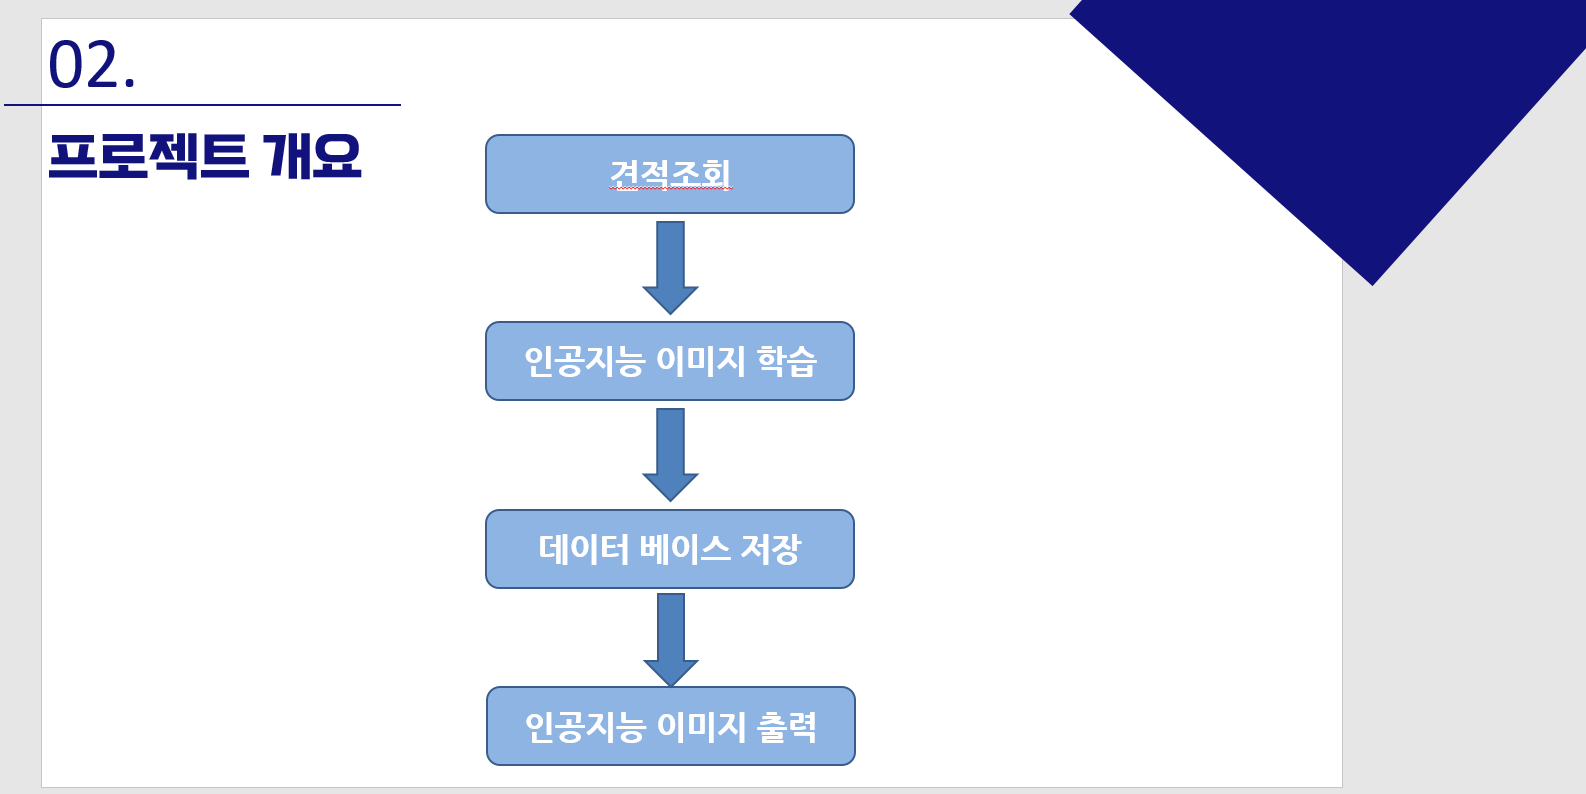 02.
프로젝트 개요
견적조회
인공지능 이미지 학습
데이터 베이스 저장
인공지능 이미지 출력